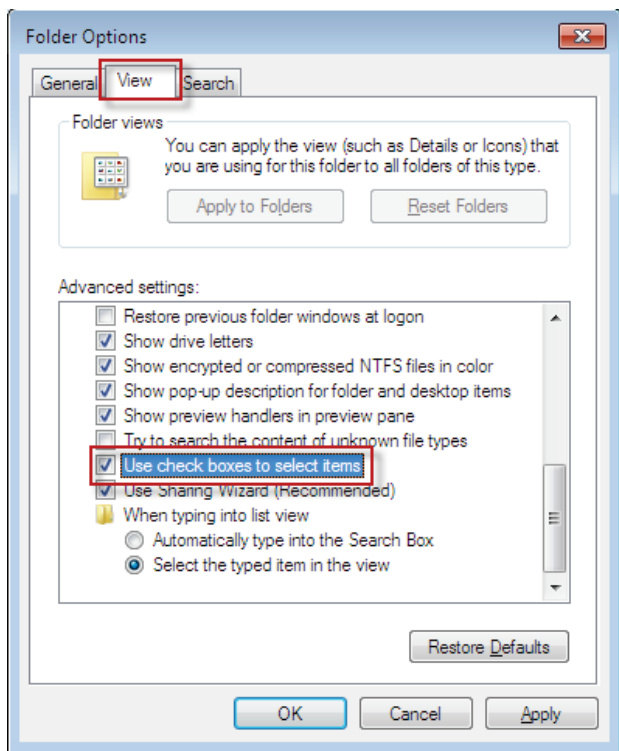 Folder Options
General View Search
Folder views
You can apply the view (such as Details or Icons) that
you are using for this folder to all folders of this type.
Apply to Folders Reset Folders
Advanced settings:
Restore previous folder windows at logon
Show drive letters
Show encrypted or compressed NTFS files in color
Show pop-up description for folder and desktop items
Show preview handlers in preview pane
Try to search the content of unknown file types
Use check boxes to select items
Use Sharing Wizard (Recommended)
When typing into list view
Automatically type into the Search Box
Select the typed item in the view
Restore Defaults
OK Cancel Apply